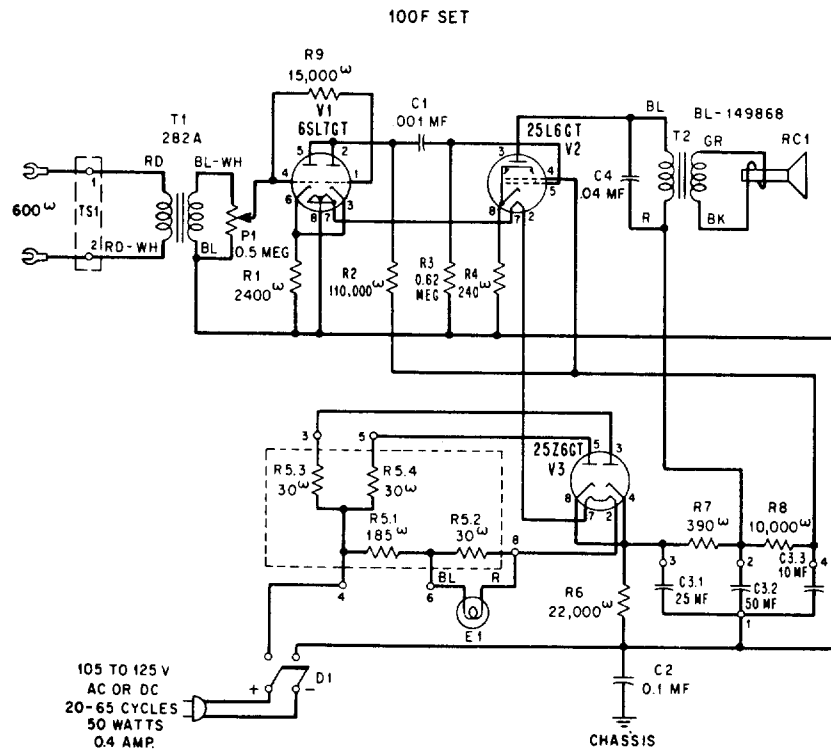 100F SET
R9
15,000ω
V1
6SL7GT
C1
.001 MF
25L6GT
V2
BL
BL-149868
T2
GR
RC1
T1
282A
RD
BL-WH
5
2
4
1
6
8
7
3
3
4
5
8
7
2
C4
.04 MF
R
BK
600ω
TS1
1
2
RD-WH
BL
P1
0.5 MEG
R1
2400ω
R2
110,000ω
R3
0.62
MEG
R4
240ω
3
5
25Z6GT
V3
5
3
8
7
2
4
R5.3
30ω
R5.4
30ω
R5.1
185ω
R5.2
30ω
8
4
6
BL
R
E1
R6
22,000ω
R7
390ω
R8
10,000ω
3
C3.1
25 MF
2
C3.2
50 MF
1
C3.3
10 MF
4
105 TO 125 V
AC OR DC
20-65 CYCLES
50 WATTS
0.4 AMP.
+
-
D1
C2
0.1 MF
CHASSIS